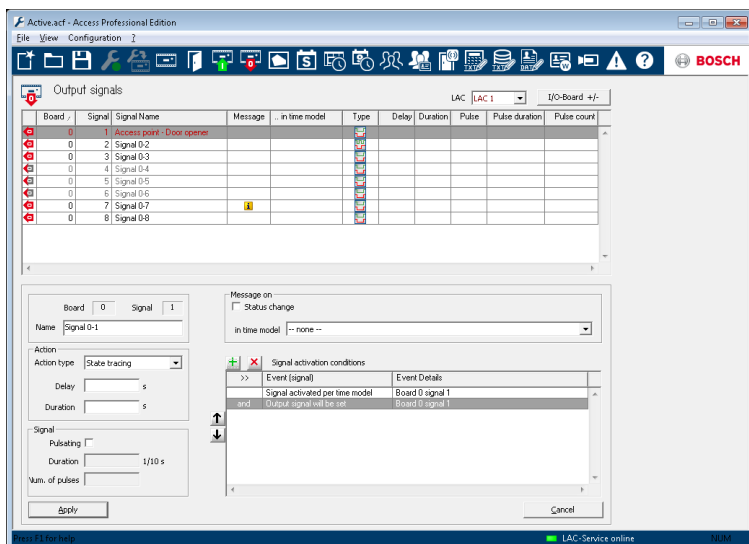 Active.acf - Access Professional Edition
File View Configuration ?
BOSCH
Output signals
LAC LAC 1 I/O-Board +/-
Board / Signal Signal Name Message .. in time model Type Delay Duration Pulse Pulse duration Pulse count
0 1 Access point - Door opener
0 2 Signal 0-2
0 3 Signal 0-3
0 4 Signal 0-4
0 5 Signal 0-5
0 6 Signal 0-6
0 7 Signal 0-7
0 8 Signal 0-8
Board 0 Signal 1
Name Signal 0-1
Message on
Status change
in time model -- none --
Action
Action type State tracing
Delay s
Duration s
Signal activation conditions
>> Event (signal) Event Details
Signal activated per time model Board 0 signal 1
and Output signal will be set Board 0 signal 1
Signal
Pulsating
Duration 1/10 s
Num. of pulses
Apply
Cancel
Press F1 for help LAC-Service online NUM